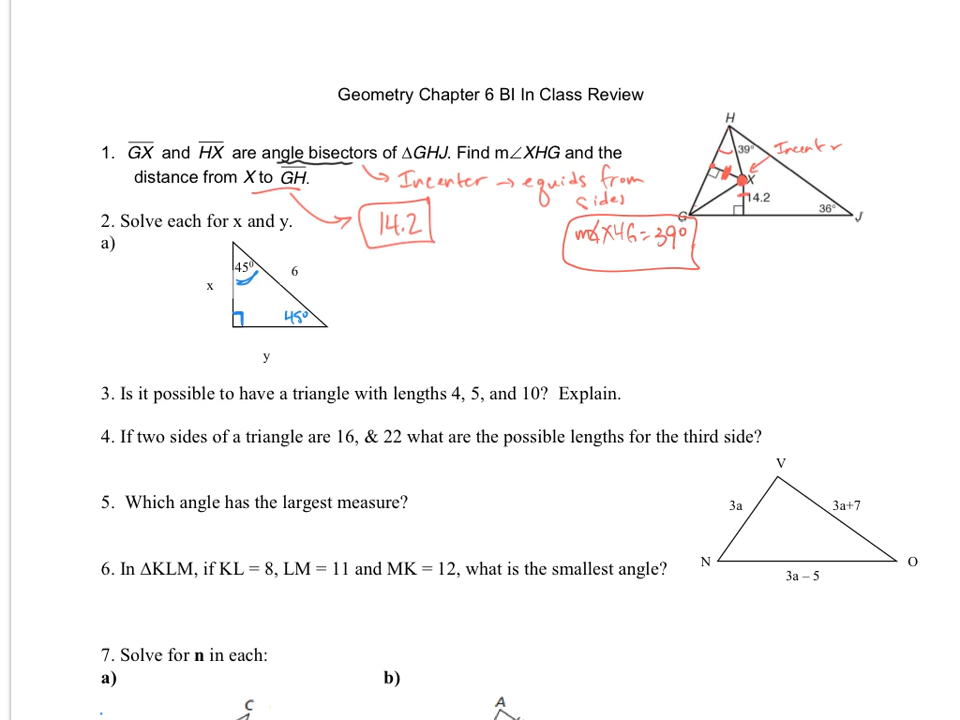 Geometry Chapter 6 BI In Class Review
1. GX and HX are angle bisectors of ΔGHJ. Find m∠XHG and the
distance from X to GH.
→ Incenter → equids from
sides
14.2
m∡XHG = 39°
H
39°
Incentr
X
14.2
G
36°
J
2. Solve each for x and y.
a)
45⁰
6
x
45°
y
3. Is it possible to have a triangle with lengths 4, 5, and 10? Explain.
4. If two sides of a triangle are 16, & 22 what are the possible lengths for the third side?
V
5. Which angle has the largest measure?
3a
3a+7
N
O
3a – 5
6. In ΔKLM, if KL = 8, LM = 11 and MK = 12, what is the smallest angle?
7. Solve for n in each:
a)
b)
C
A